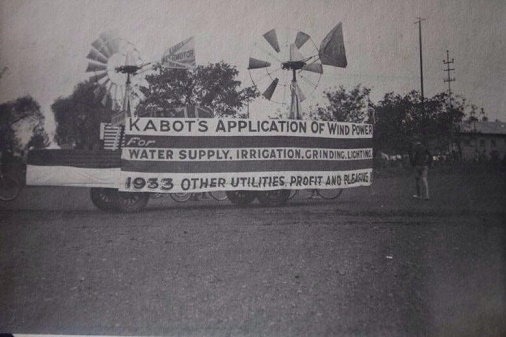 KABOT'S APPLICATION OF WIND POWER
For
WATER SUPPLY, IRRIGATION, GRINDING, LIGHTING
1933 OTHER UTILITIES, PROFIT AND PLEASURE